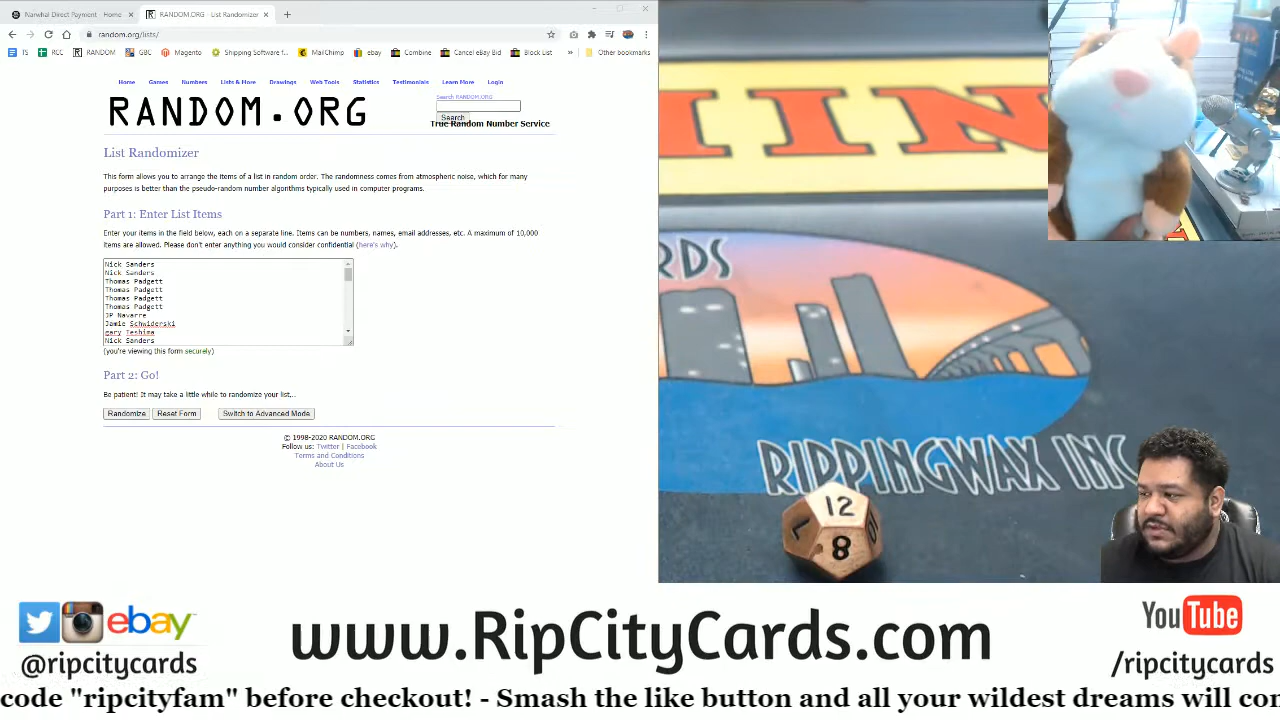 Narwhal Direct Payment - Home
RANDOM.ORG - List Randomizer
random.org/lists/
TS
RCC
RANDOM
GBC
Magento
Shipping Software f...
MailChimp
ebay
Combine
Cancel eBay Bid
Block List
»
Other bookmarks
Home
Games
Numbers
Lists & More
Drawings
Web Tools
Statistics
Testimonials
Learn More
Login
RANDOM.ORG
Search RANDOM.ORG
Search
True Random Number Service
List Randomizer
This form allows you to arrange the items of a list in random order. The randomness comes from atmospheric noise, which for many
purposes is better than the pseudo-random number algorithms typically used in computer programs.
Part 1: Enter List Items
Enter your items in the field below, each on a separate line. Items can be numbers, names, email addresses, etc. A maximum of 10,000
items are allowed. Please don't enter anything you would consider confidential (here's why).
Nick Sanders
Nick Sanders
Thomas Padgett
Thomas Padgett
Thomas Padgett
Thomas Padgett
JP Navarre
Jamie Schwiderski
gary Teshima
Nick Sanders
(you're viewing this form securely)
Part 2: Go!
Be patient! It may take a little while to randomize your list...
Randomize
Reset Form
Switch to Advanced Mode
© 1998-2020 RANDOM.ORG
Follow us: Twitter | Facebook
Terms and Conditions
About Us
IIN
RDS
RIPPINGWAX INC
12
8
10
ebay
@ripcitycards
www.RipCityCards.com
YouTube
/ripcitycards
code "ripcityfam" before checkout! - Smash the like button and all your wildest dreams will con